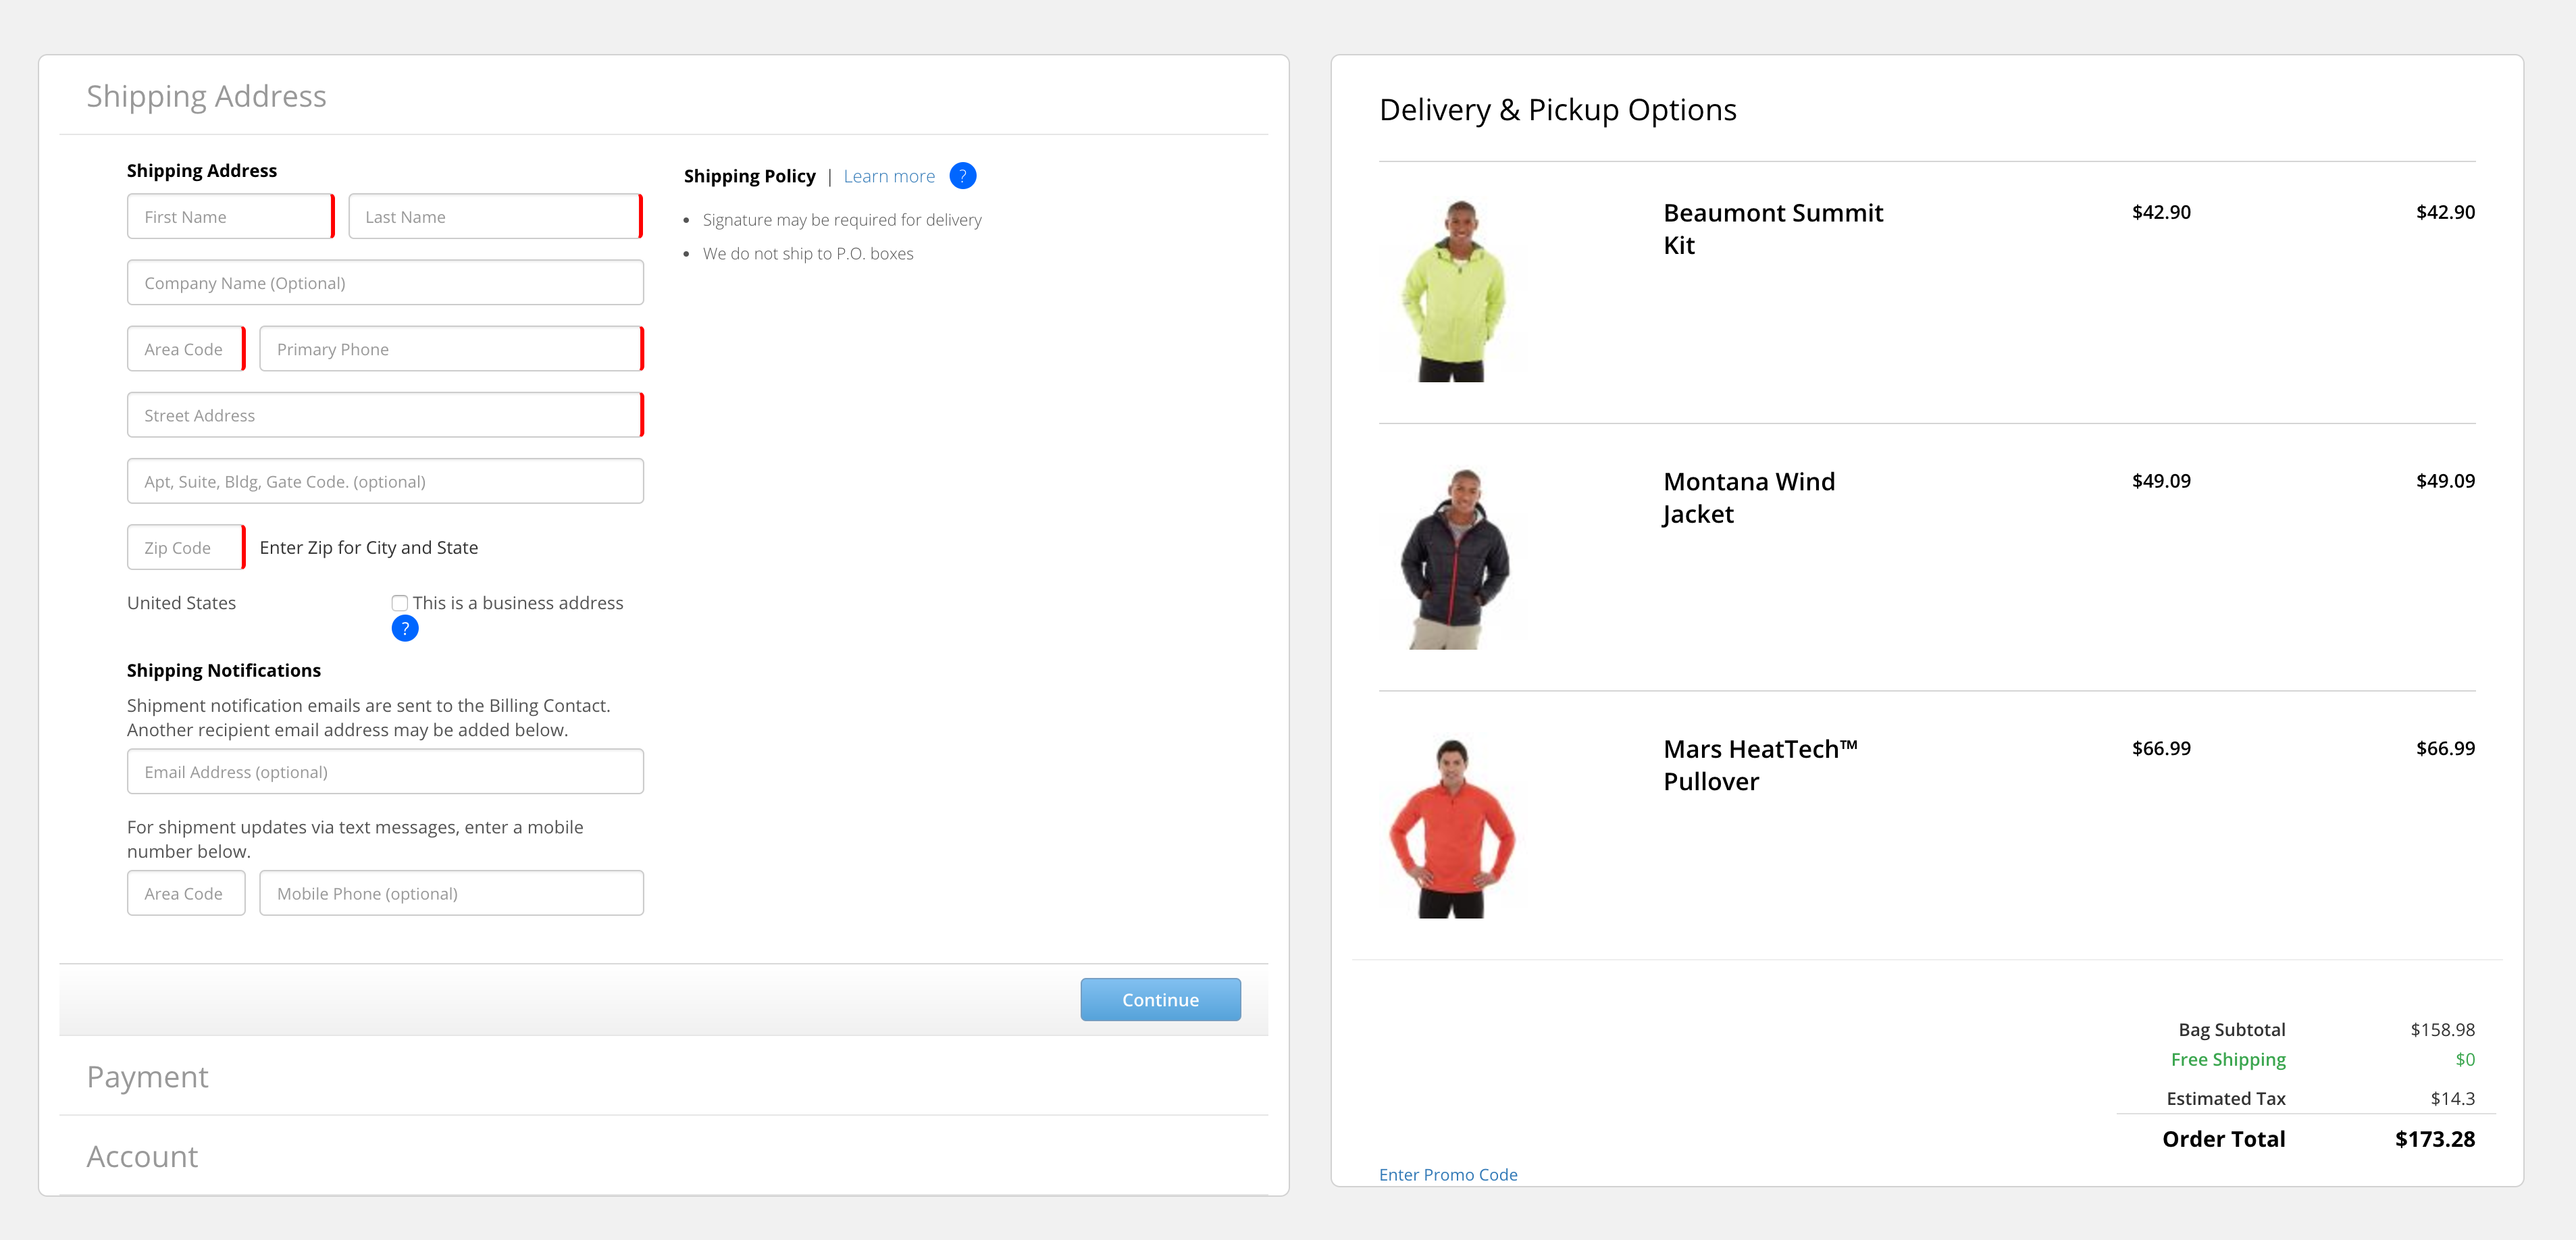 Shipping Address
Shipping Address
First Name
Last Name
Company Name (Optional)
Area Code
Primary Phone
Street Address
Apt, Suite, Bldg, Gate Code. (optional)
Zip Code
Enter Zip for City and State
United States
This is a business address
?
Shipping Notifications
Shipment notification emails are sent to the Billing Contact.
Another recipient email address may be added below.
Email Address (optional)
For shipment updates via text messages, enter a mobile
number below.
Area Code
Mobile Phone (optional)
Shipping Policy | Learn more ?
• Signature may be required for delivery
• We do not ship to P.O. boxes
Continue
Payment
Account
Delivery & Pickup Options
Beaumont Summit
Kit
$42.90
$42.90
Montana Wind
Jacket
$49.09
$49.09
Mars HeatTech™
Pullover
$66.99
$66.99
Bag Subtotal $158.98
Free Shipping $0
Estimated Tax $14.3
Order Total $173.28
Enter Promo Code